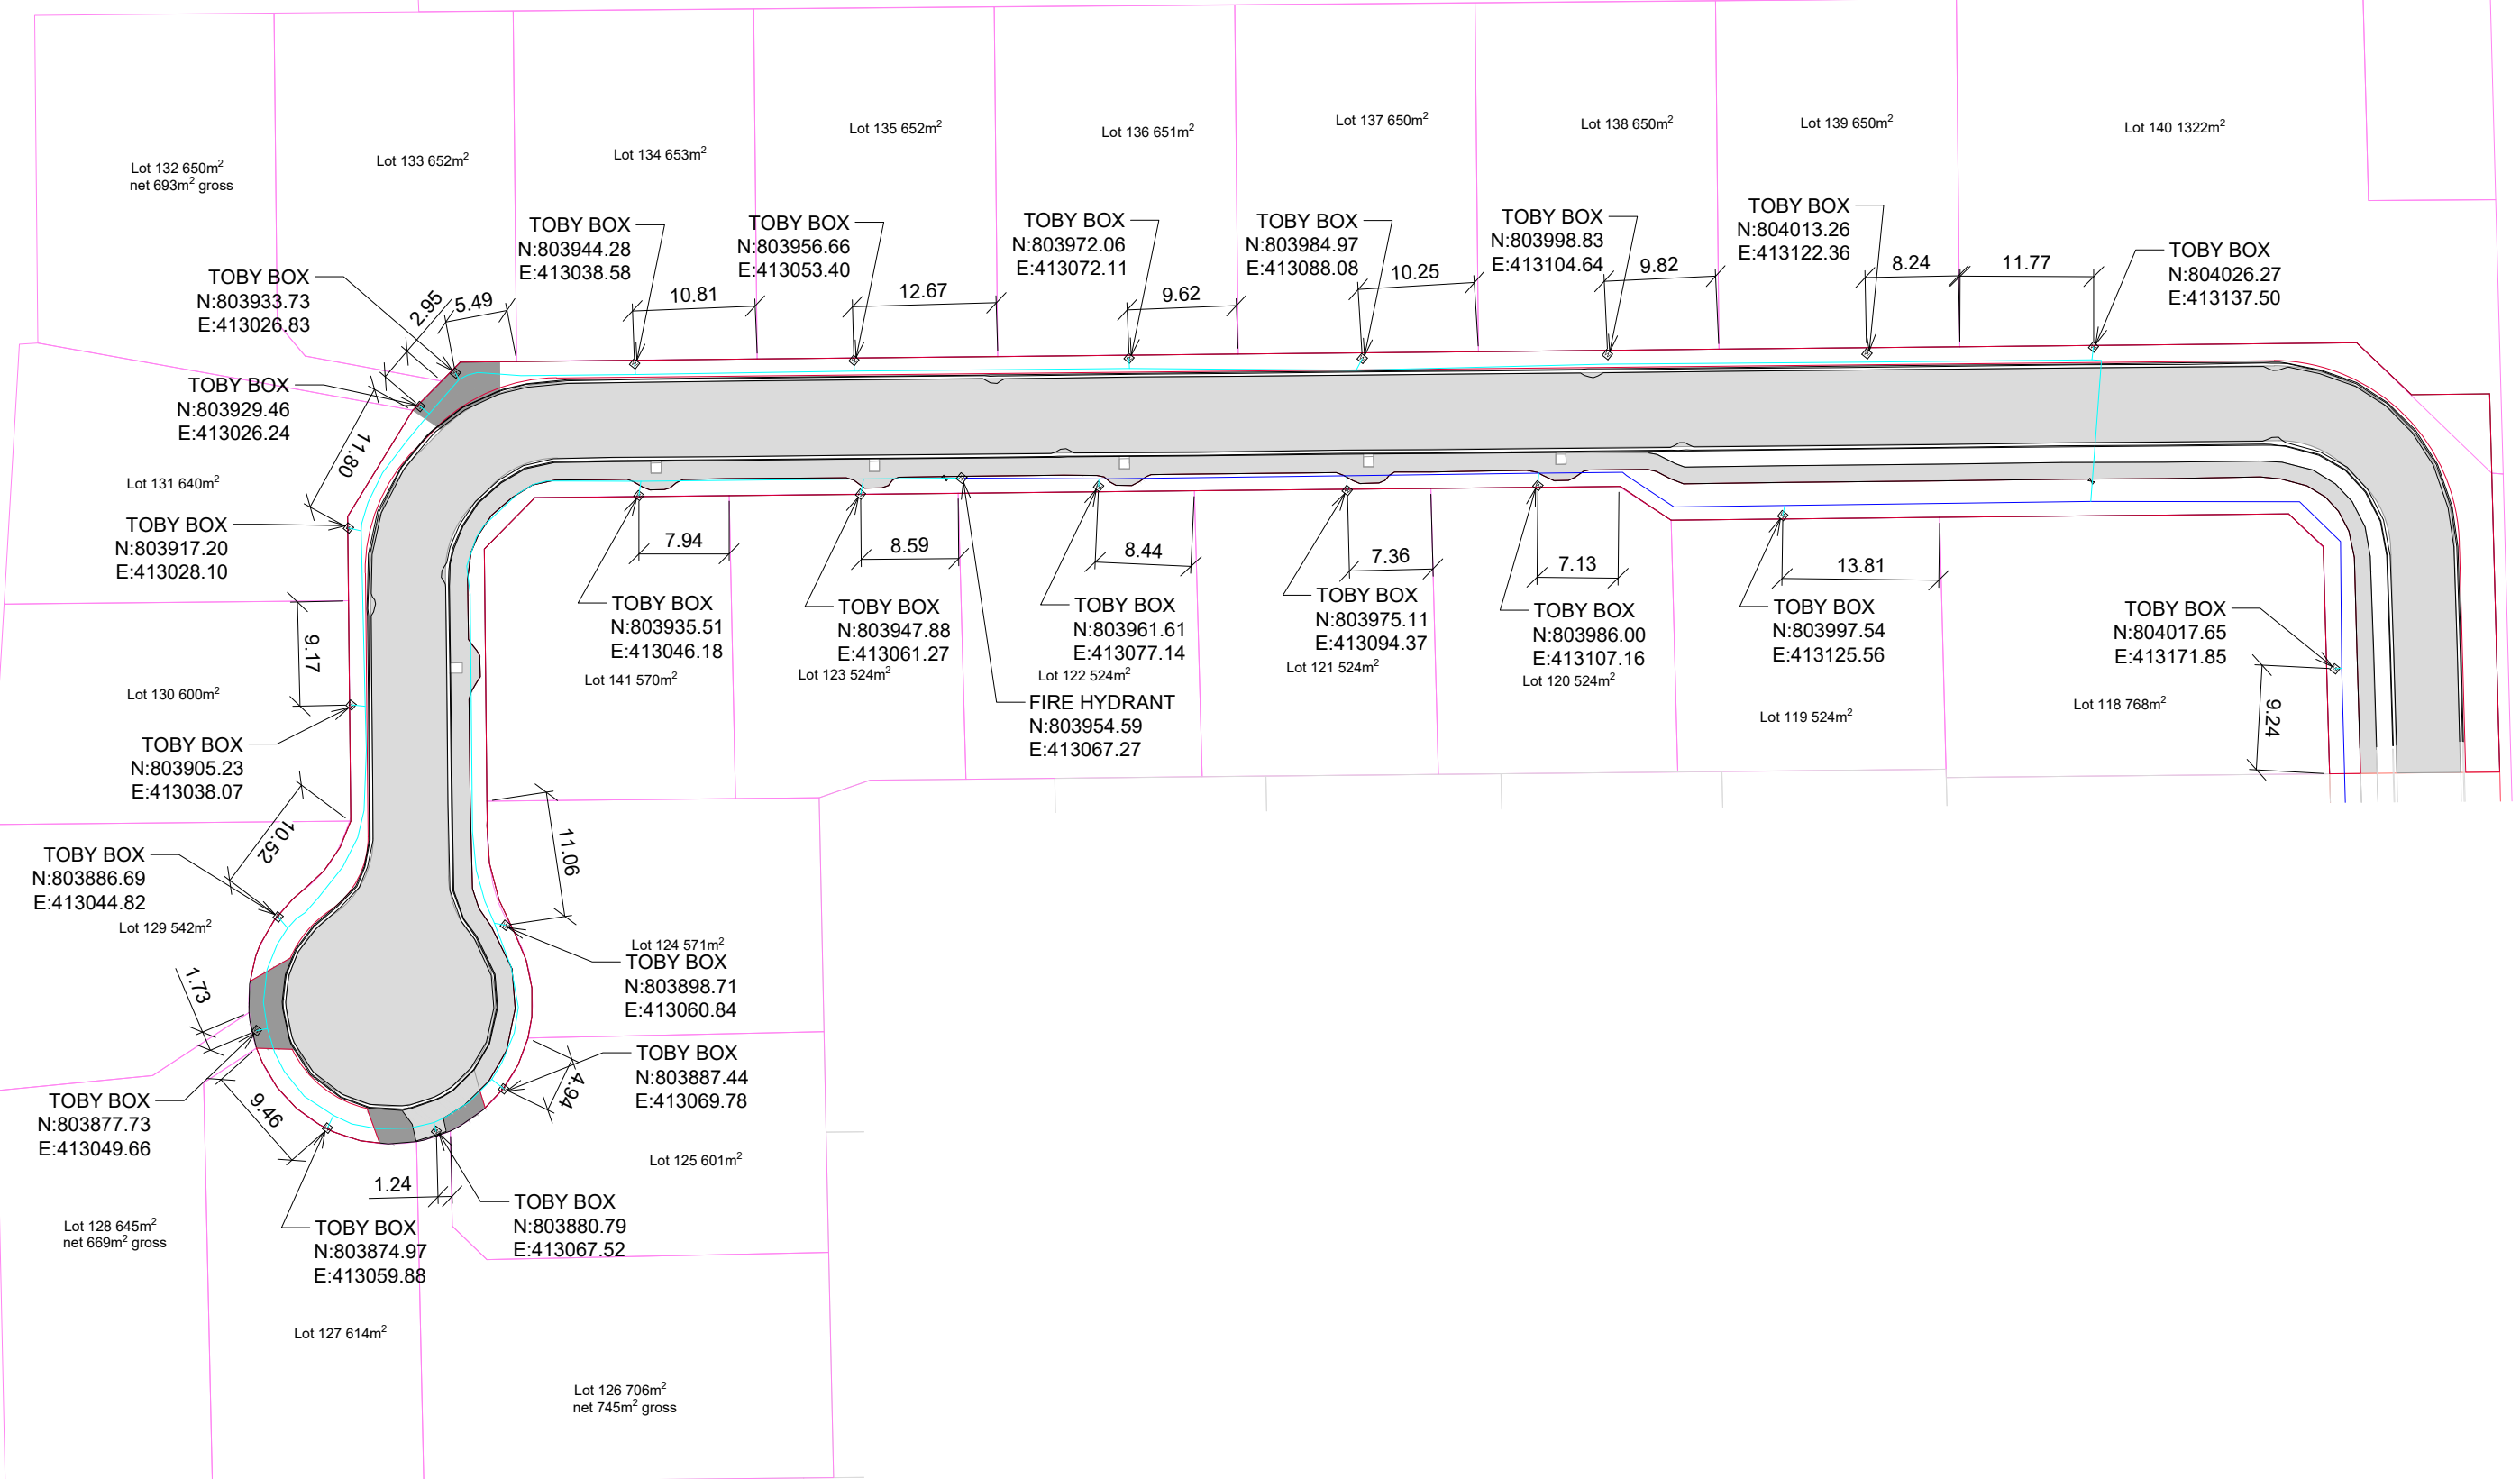 Lot 132 650m²
net 693m² gross
Lot 133 652m²
Lot 134 653m²
Lot 135 652m²
Lot 136 651m²
Lot 137 650m²
Lot 138 650m²
Lot 139 650m²
Lot 140 1322m²
TOBY BOX
N:803933.73
E:413026.83
2.95
5.49
TOBY BOX
N:803944.28
E:413038.58
10.81
TOBY BOX
N:803956.66
E:413053.40
12.67
TOBY BOX
N:803972.06
E:413072.11
9.62
TOBY BOX
N:803984.97
E:413088.08
10.25
TOBY BOX
N:803998.83
E:413104.64
9.82
TOBY BOX
N:804013.26
E:413122.36
8.24
11.77
TOBY BOX
N:804026.27
E:413137.50
TOBY BOX
N:803929.46
E:413026.24
11.80
Lot 131 640m²
TOBY BOX
N:803917.20
E:413028.10
9.17
Lot 130 600m²
TOBY BOX
N:803905.23
E:413038.07
10.52
7.94
TOBY BOX
N:803935.51
E:413046.18
Lot 141 570m²
8.59
TOBY BOX
N:803947.88
E:413061.27
Lot 123 524m²
8.44
TOBY BOX
N:803961.61
E:413077.14
Lot 122 524m²
FIRE HYDRANT
N:803954.59
E:413067.27
7.36
TOBY BOX
N:803975.11
E:413094.37
Lot 121 524m²
7.13
TOBY BOX
N:803986.00
E:413107.16
Lot 120 524m²
13.81
TOBY BOX
N:803997.54
E:413125.56
Lot 119 524m²
TOBY BOX
N:804017.65
E:413171.85
Lot 118 768m²
9.24
TOBY BOX
N:803886.69
E:413044.82
Lot 129 542m²
11.06
Lot 124 571m²
TOBY BOX
N:803898.71
E:413060.84
1.73
TOBY BOX
N:803887.44
E:413069.78
4.94
TOBY BOX
N:803877.73
E:413049.66
9.46
Lot 125 601m²
1.24
TOBY BOX
N:803880.79
E:413067.52
TOBY BOX
N:803874.97
E:413059.88
Lot 128 645m²
net 669m² gross
Lot 127 614m²
Lot 126 706m²
net 745m² gross